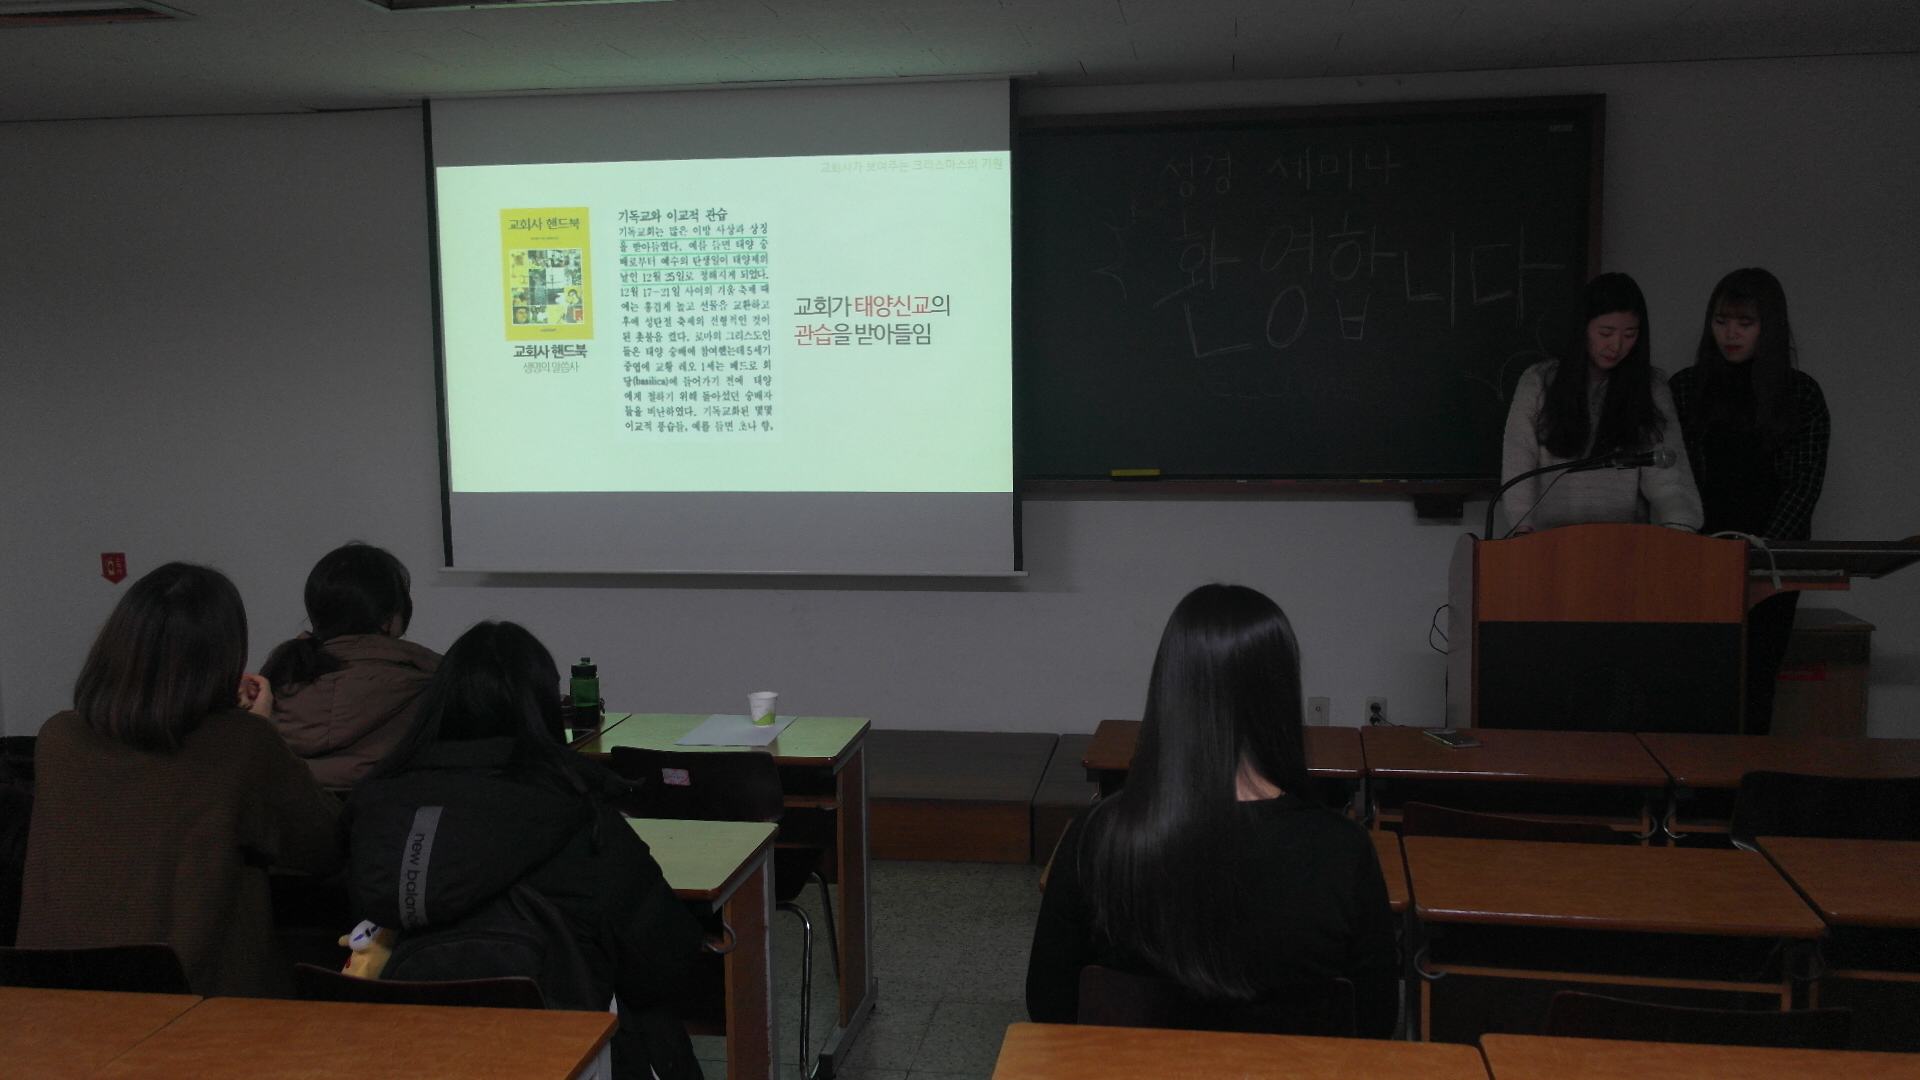 교회사가 보여주는 크리스마스의 기원
교회사 핸드북
교회사 핸드북
생명의 말씀사
기독교와 이교적 관습
기독교회는 많은 이방 사상과 상징
을 받아들였다. 예를 들면 태양 숭
배로부터 예수의 탄생일이 태양제의
날인 12월 25일로 정해지게 되었다.
12월 17-21일 사이의 겨울 축제 때
에는 흥겹게 놀고 선물을 교환하고
후에 성탄절 축제의 전형적인 것이
된 촛불을 켰다. 로마의 그리스도인
들은 태양 숭배에 참여했는데 5세기
중엽에 교황 레오 1세는 베드로 회
당(basilica)에 들어가기 전에 태양
에게 절하기 위해 돌아섰던 숭배자
들을 비난하였다. 기독교화된 몇몇
이교적 풍습들, 예를 들면 초나 향,
교회가 태양신교의
관습을 받아들임
성경 세미나
환영합니다
new balance